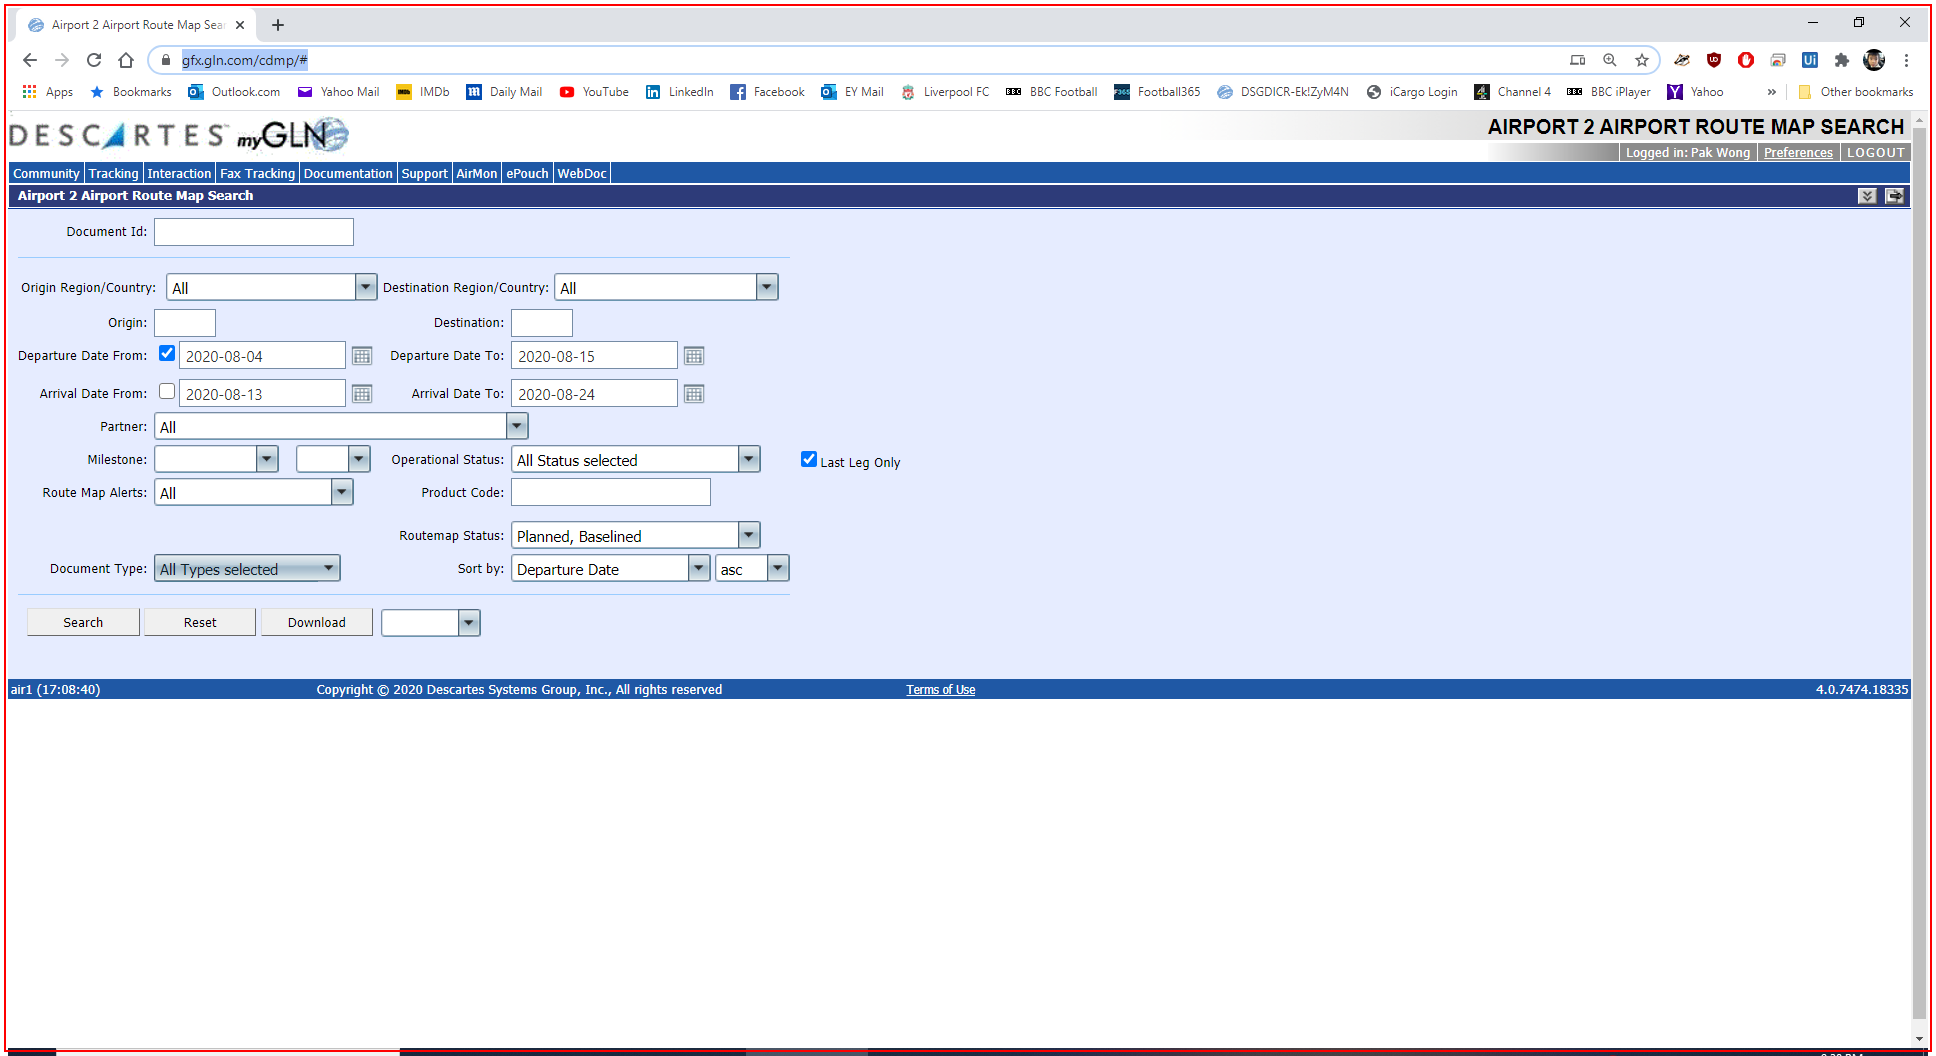 Airport 2 Airport Route Map Sea
gfx.gln.com/cdmp/#
Apps Bookmarks Outlook.com Yahoo Mail IMDb Daily Mail YouTube LinkedIn Facebook EY Mail Liverpool FC BBC Football Football365 DSGDICR-Ek!ZyM4N iCargo Login Channel 4 BBC iPlayer Yahoo » Other bookmarks
DESCARTES™ myGLN
AIRPORT 2 AIRPORT ROUTE MAP SEARCH
Logged in: Pak Wong Preferences LOGOUT
Community Tracking Interaction Fax Tracking Documentation Support AirMon ePouch WebDoc
Airport 2 Airport Route Map Search
Document Id:
Origin Region/Country: All Destination Region/Country: All
Origin: Destination:
Departure Date From: 2020-08-04 Departure Date To: 2020-08-15
Arrival Date From: 2020-08-13 Arrival Date To: 2020-08-24
Partner: All
Milestone: Operational Status: All Status selected Last Leg Only
Route Map Alerts: All Product Code:
Routemap Status: Planned, Baselined
Document Type: All Types selected Sort by: Departure Date asc
Search Reset Download
air1 (17:08:40) Copyright © 2020 Descartes Systems Group, Inc., All rights reserved Terms of Use 4.0.7474.18335